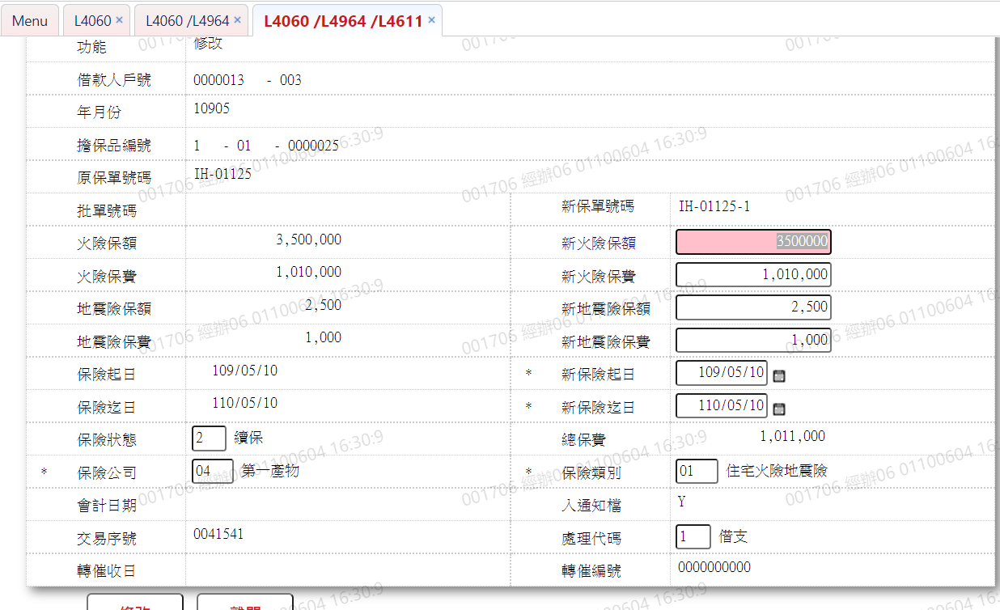 Menu L4060 × L4060 /L4964 × L4060 /L4964 /L4611 ×
功能 修改
借款人戶號 0000013 - 003
年月份 10905
擔保品編號 1 - 01 - 0000025
原保單號碼 IH-01125
批單號碼 新保單號碼 IH-01125-1
火險保額 3,500,000 新火險保額 3500000
火險保費 1,010,000 新火險保費 1,010,000
地震險保額 2,500 新地震險保額 2,500
地震險保費 1,000 新地震險保費 1,000
保險起日 109/05/10 * 新保險起日 109/05/10
保險迄日 110/05/10 * 新保險迄日 110/05/10
保險狀態 2 續保 總保費 1,011,000
* 保險公司 04 第一產物 * 保險類別 01 住宅火險地震險
會計日期 入通知檔 Y
交易序號 0041541 處理代碼 1 借支
轉催收日 轉催編號 0000000000
修改 離開
001706 經辦06 01100604 16:30:9